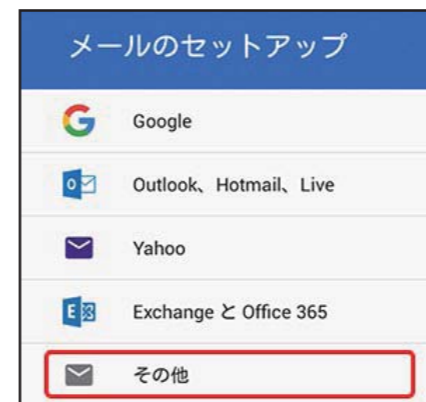 メールのセットアップ
Google
Outlook、Hotmail、Live
Yahoo
Exchange と Office 365
その他